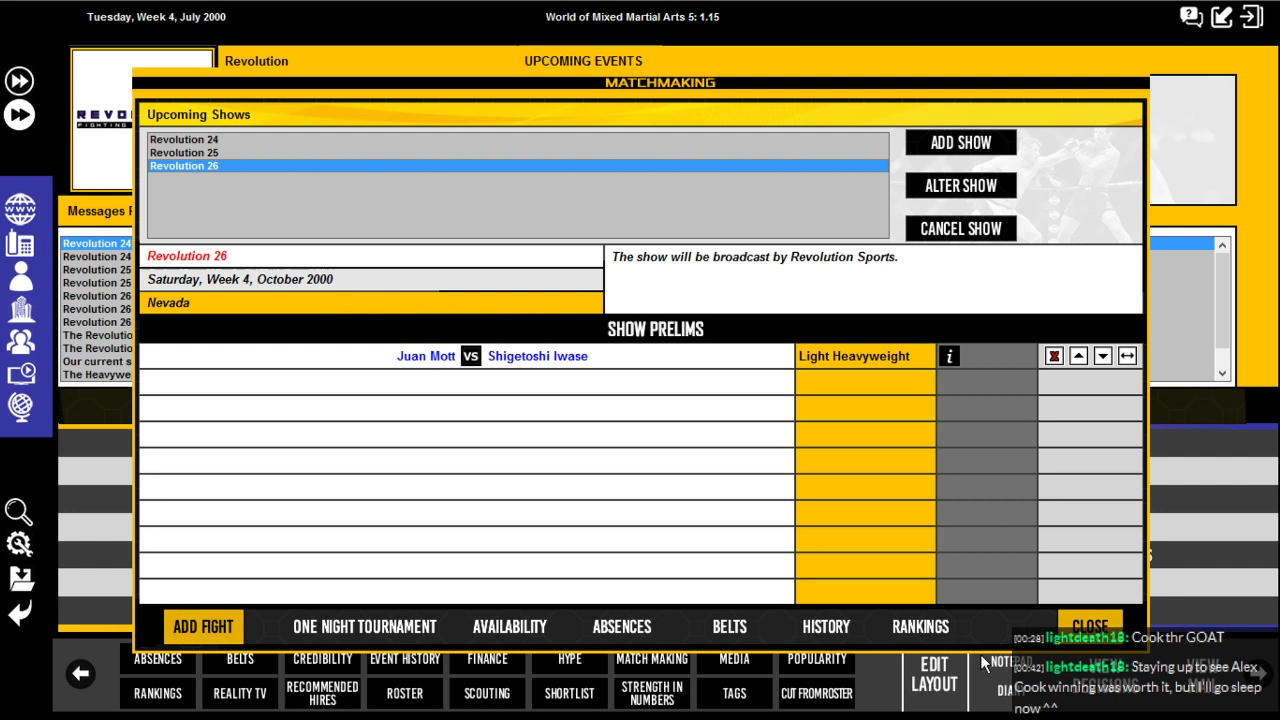 Tuesday, Week 4, July 2000
World of Mixed Martial Arts 5: 1.15
Revolution
UPCOMING EVENTS
MATCHMAKING
Upcoming Shows
Revolution 24
Revolution 25
Revolution 26
ADD SHOW
ALTER SHOW
CANCEL SHOW
Revolution 26
Saturday, Week 4, October 2000
Nevada
The show will be broadcast by Revolution Sports.
SHOW PRELIMS
Juan Mott VS Shigetoshi Iwase
Light Heavyweight
i
Messages
Revolution 24
Revolution 24
Revolution 25
Revolution 25
Revolution 26
Revolution 26
Revolution 26
The Revolutio
The Revolutio
Our current s
The Heavywe
WWW
ADD FIGHT
ONE NIGHT TOURNAMENT
AVAILABILITY
ABSENCES
BELTS
HISTORY
RANKINGS
CLOSE
ABSENCES
BELTS
CREDIBILITY
EVENT HISTORY
FINANCE
HYPE
MATCH MAKING
MEDIA
POPULARITY
RANKINGS
REALITY TV
RECOMMENDED HIRES
ROSTER
SCOUTING
SHORTLIST
STRENGTH IN NUMBERS
TAGS
CUT FROM ROSTER
EDIT LAYOUT
[00:29] lightdeath18: Cook thr GOAT
[00:42] lightdeath18: Staying up to see Alex
Cook winning was worth it, but I'll go sleep
now ^^